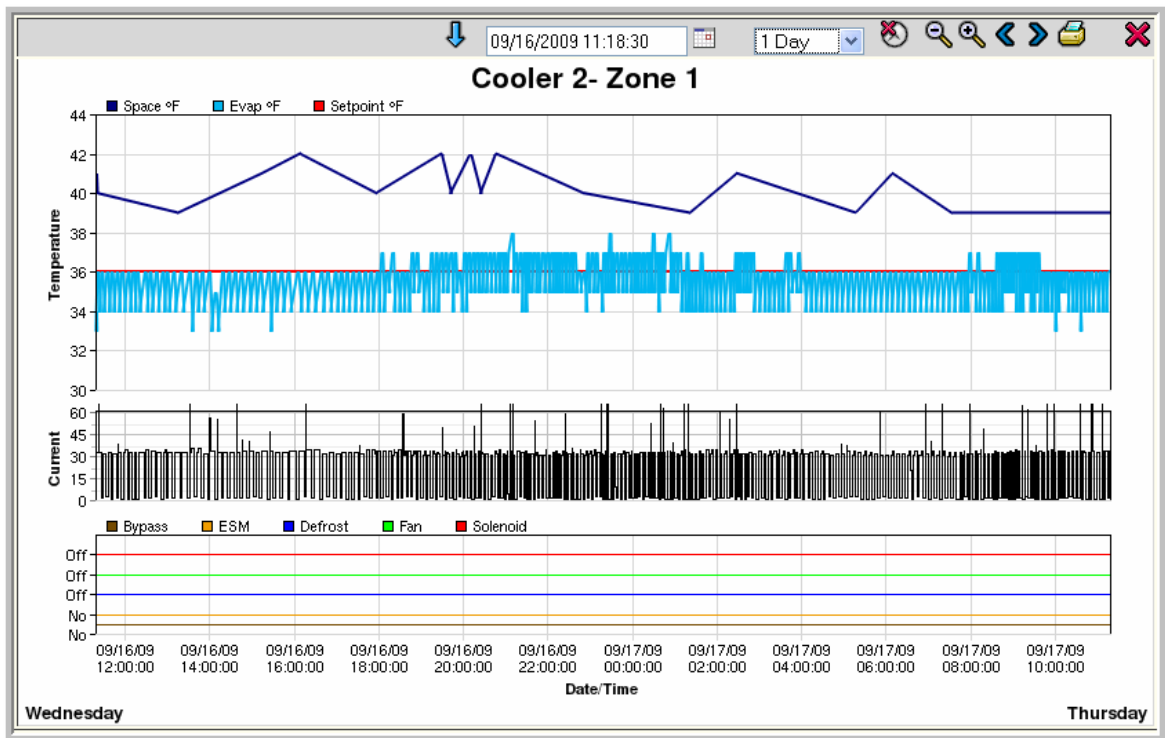 09/16/2009 11:18:30 1 Day
Cooler 2- Zone 1
Space ºF Evap ºF Setpoint ºF
44
42
40
38
36
34
32
30
Temperature
60
45
30
15
0
Current
Bypass ESM Defrost Fan Solenoid
Off
Off
Off
No
No
09/16/09 09/16/09 09/16/09 09/16/09 09/16/09 09/16/09 09/17/09 09/17/09 09/17/09 09/17/09 09/17/09 09/17/09
12:00:00 14:00:00 16:00:00 18:00:00 20:00:00 22:00:00 00:00:00 02:00:00 04:00:00 06:00:00 08:00:00 10:00:00
Date/Time
Wednesday Thursday